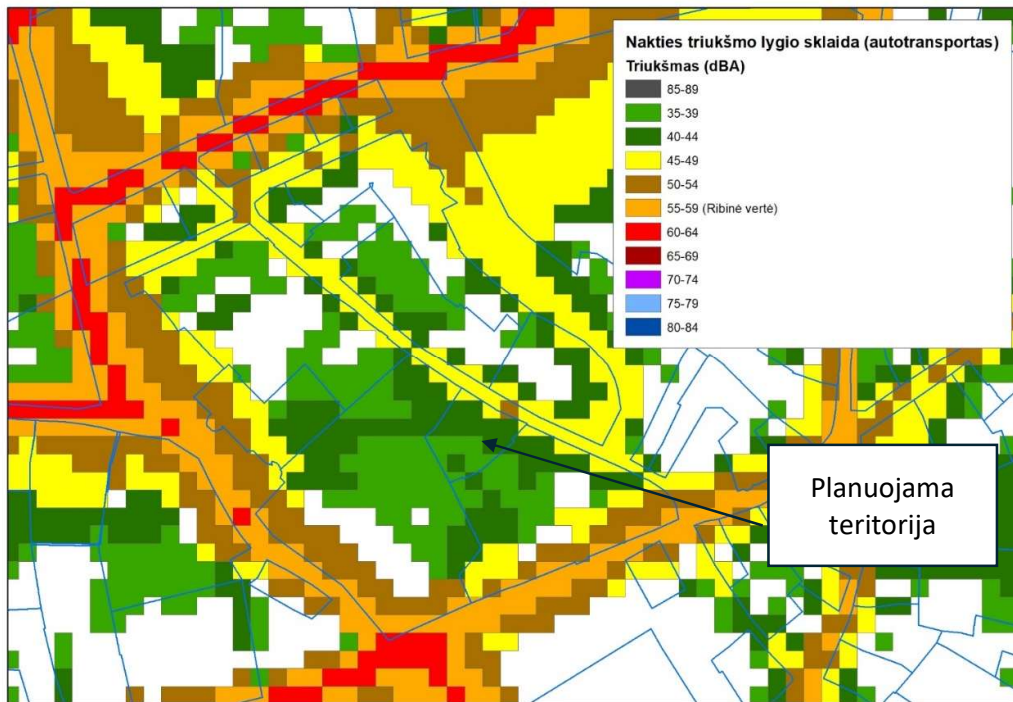 Nakties triukšmo lygio sklaida (autotransportas)
Triukšmas (dBA)
85-89
35-39
40-44
45-49
50-54
55-59 (Ribinė vertė)
60-64
65-69
70-74
75-79
80-84
Planuojama
teritorija